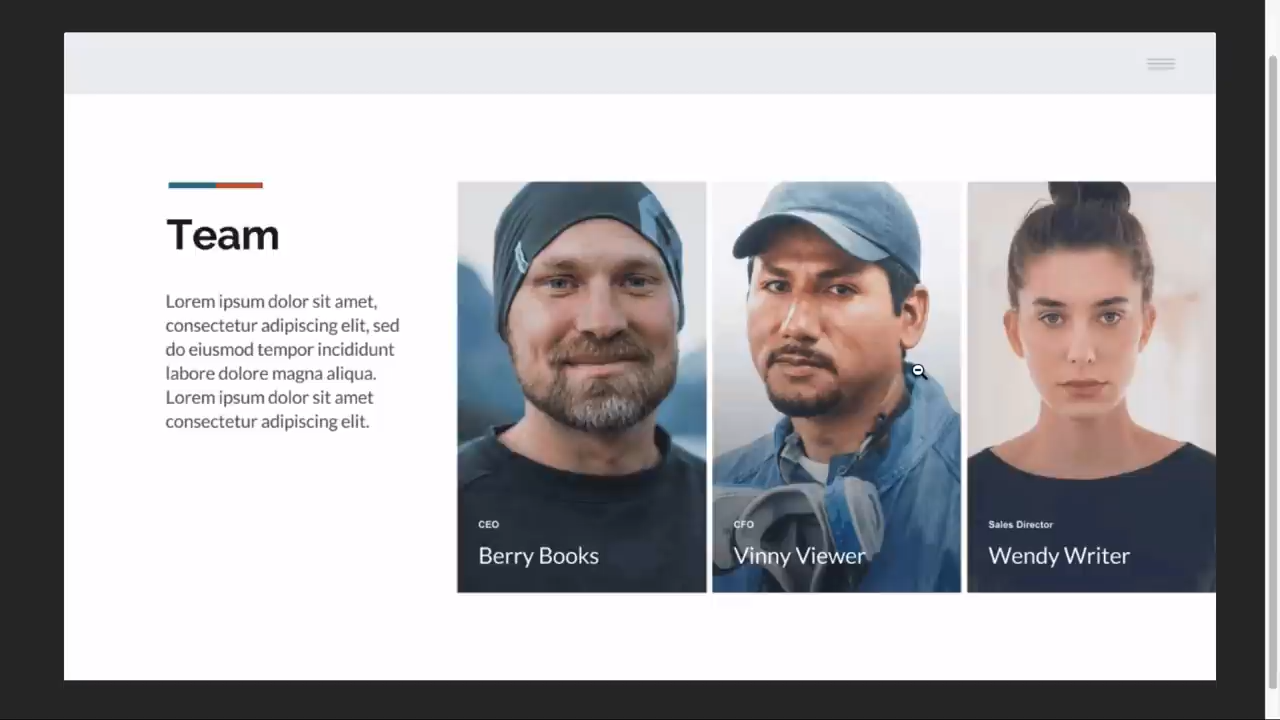 Team
Lorem ipsum dolor sit amet,
consectetur adipiscing elit, sed
do eiusmod tempor incididunt
labore dolore magna aliqua.
Lorem ipsum dolor sit amet
consectetur adipiscing elit.
CEO
Berry Books
CFO
Vinny Viewer
Sales Director
Wendy Writer